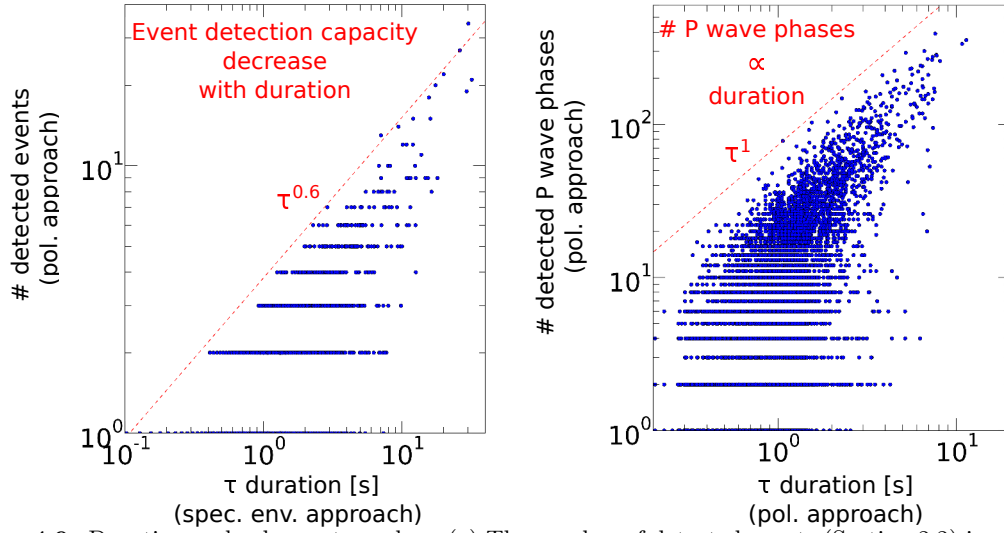 Event detection capacity
decrease
with duration
τ^0.6
# detected events
(pol. approach)
10^1
10^0
10^-1
10^0
10^1
τ duration [s]
(spec. env. approach)
# P wave phases
∝
duration
τ^1
# detected P wave phases
(pol. approach)
10^2
10^1
10^0
10^0
10^1
τ duration [s]
(pol. approach)